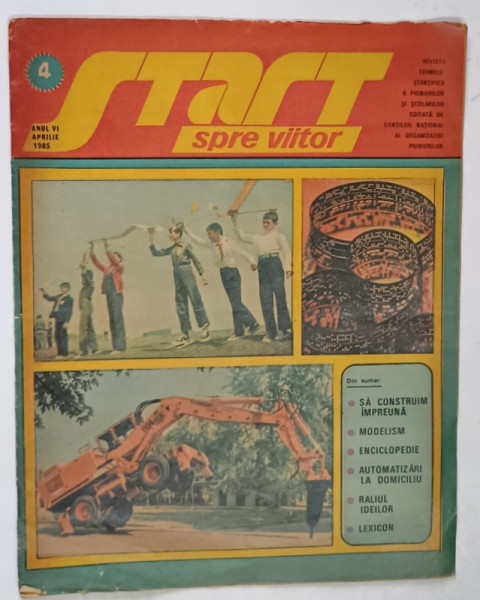 4
START
spre viitor
ANUL VI
APRILIE
1985
REVISTĂ
TEHNICO-
ȘTIINȚIFICĂ
A PIONIERILOR
ȘI ȘCOLARILOR
EDITATĂ DE
CONSILIUL NAȚIONAL
AL ORGANIZAȚIEI
PIONIERILOR
Din sumar:
SĂ CONSTRUIM
ÎMPREUNĂ
MODELISM
ENCICLOPEDIE
AUTOMATIZĂRI
LA DOMICILIU
RALIUL
IDEILOR
LEXICON